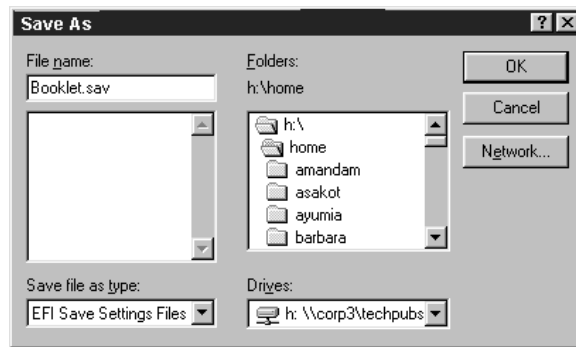 Save As
File name:
Booklet.sav
Folders:
h:\home
h:\
home
amandam
asakot
ayumia
barbara
OK
Cancel
Network...
Save file as type:
EFI Save Settings Files
Drives:
h: \\corp3\techpubs